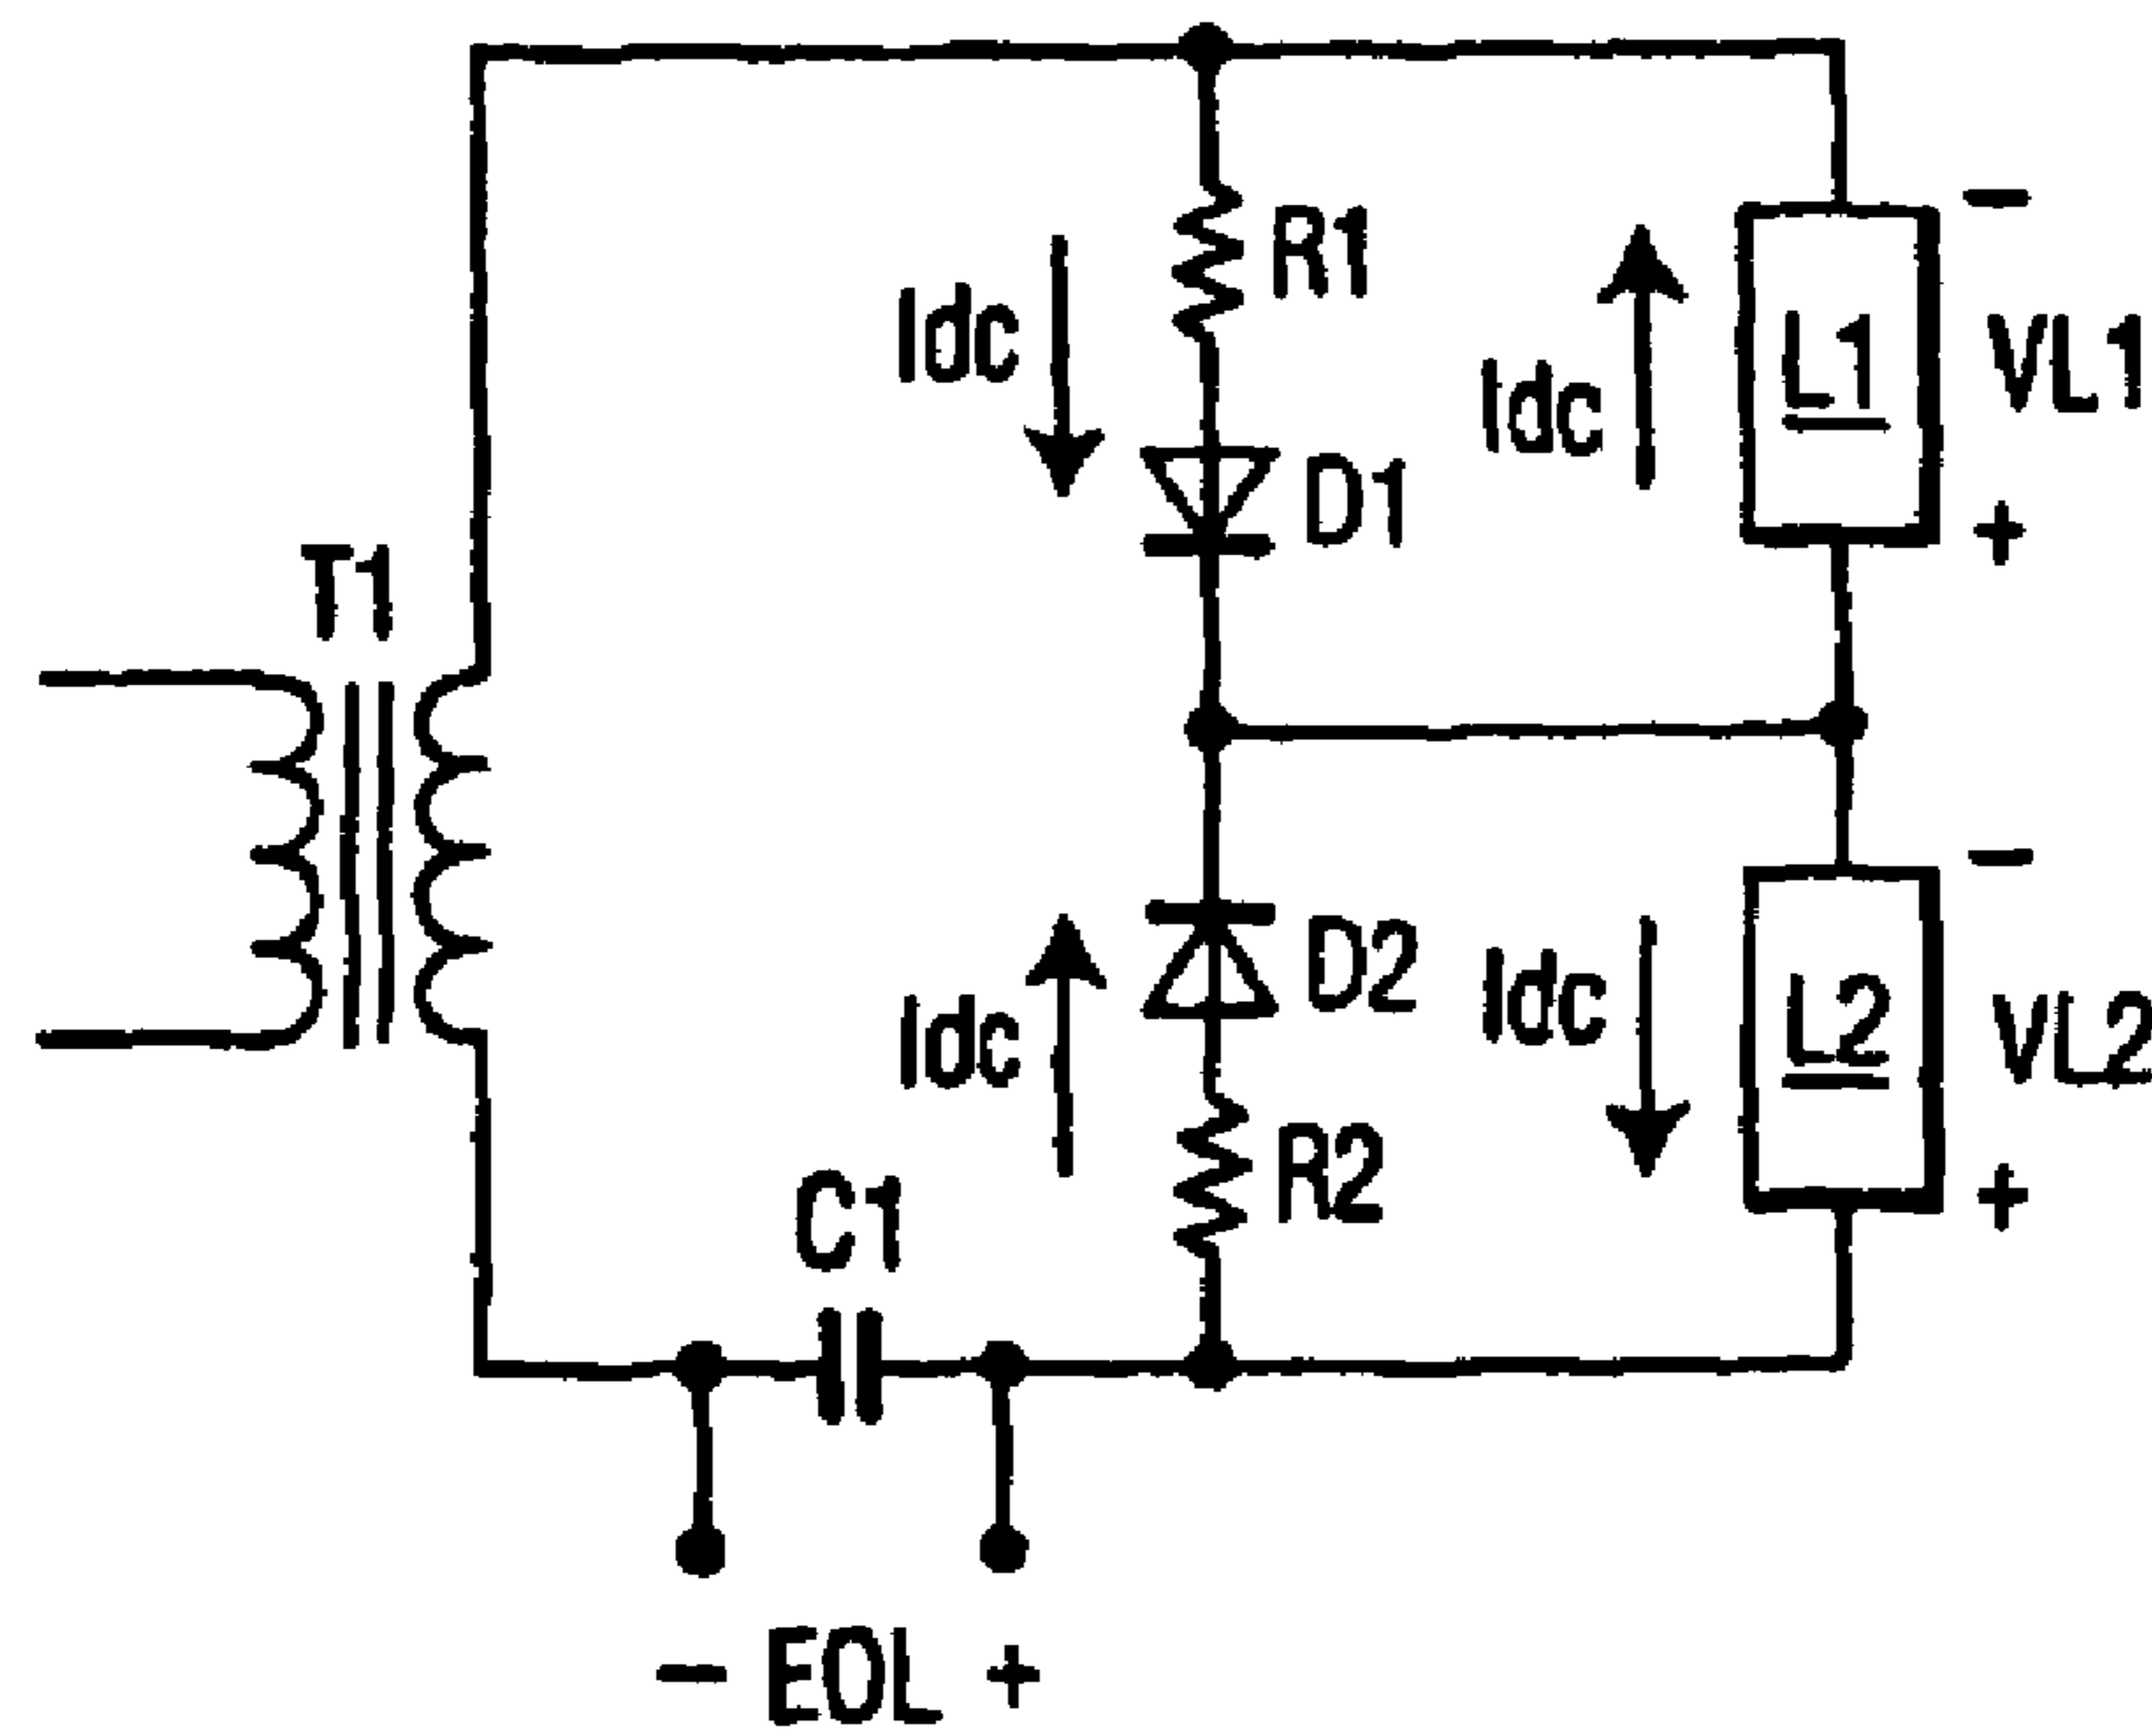 R1
Idc
Idc
L1
VL1
−
+
D1
T1
D2
Idc
Idc
L2
VL2
−
+
R2
C1
− EOL +